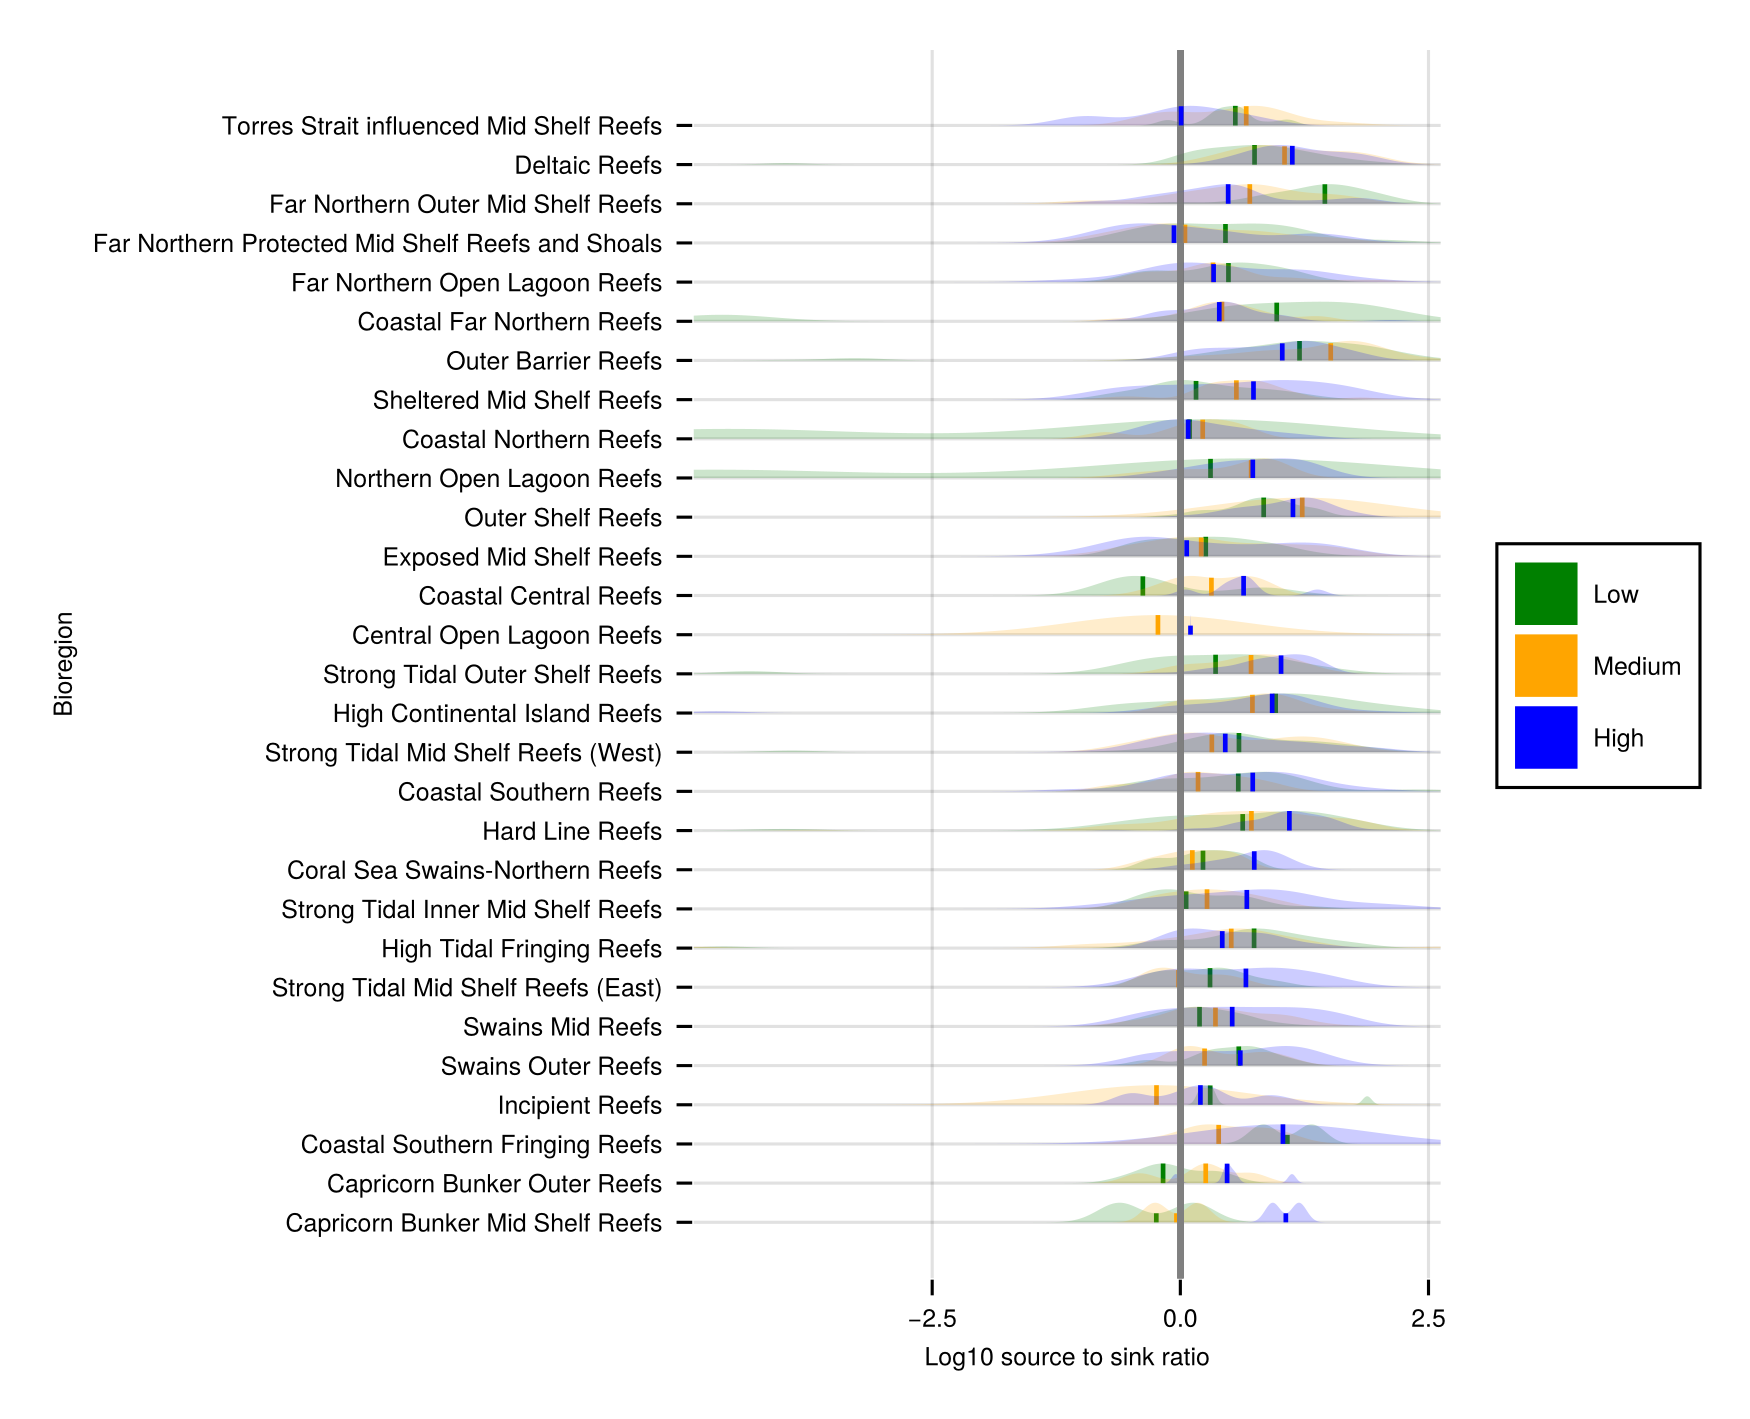 Torres Strait influenced Mid Shelf Reefs
Deltaic Reefs
Far Northern Outer Mid Shelf Reefs
Far Northern Protected Mid Shelf Reefs and Shoals
Far Northern Open Lagoon Reefs
Coastal Far Northern Reefs
Outer Barrier Reefs
Sheltered Mid Shelf Reefs
Coastal Northern Reefs
Northern Open Lagoon Reefs
Outer Shelf Reefs
Exposed Mid Shelf Reefs
Coastal Central Reefs
Central Open Lagoon Reefs
Strong Tidal Outer Shelf Reefs
High Continental Island Reefs
Strong Tidal Mid Shelf Reefs (West)
Coastal Southern Reefs
Hard Line Reefs
Coral Sea Swains-Northern Reefs
Strong Tidal Inner Mid Shelf Reefs
High Tidal Fringing Reefs
Strong Tidal Mid Shelf Reefs (East)
Swains Mid Reefs
Swains Outer Reefs
Incipient Reefs
Coastal Southern Fringing Reefs
Capricorn Bunker Outer Reefs
Capricorn Bunker Mid Shelf Reefs
Bioregion
−2.5
0.0
2.5
Log10 source to sink ratio
Low
Medium
High